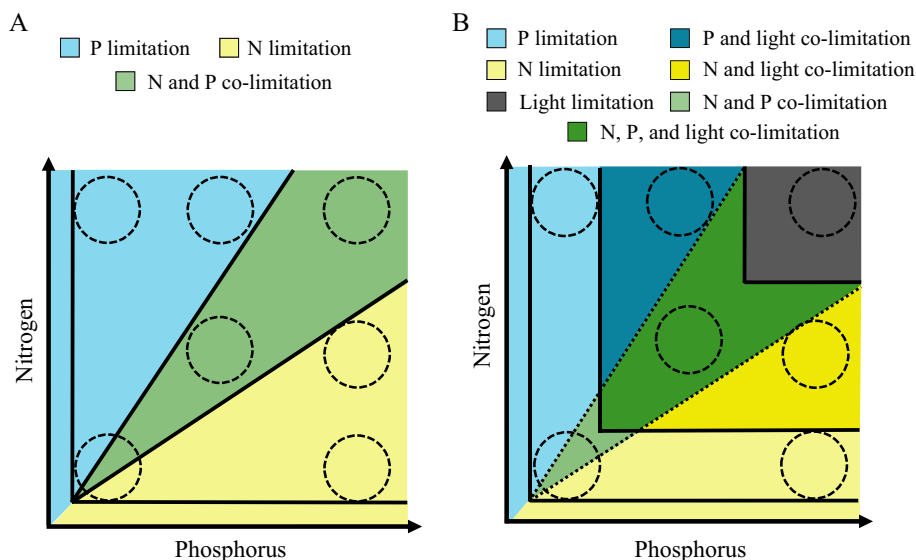 A
P limitation
N limitation
N and P co-limitation
Nitrogen
Phosphorus
B
P limitation
P and light co-limitation
N limitation
N and light co-limitation
Light limitation
N and P co-limitation
N, P, and light co-limitation
Nitrogen
Phosphorus